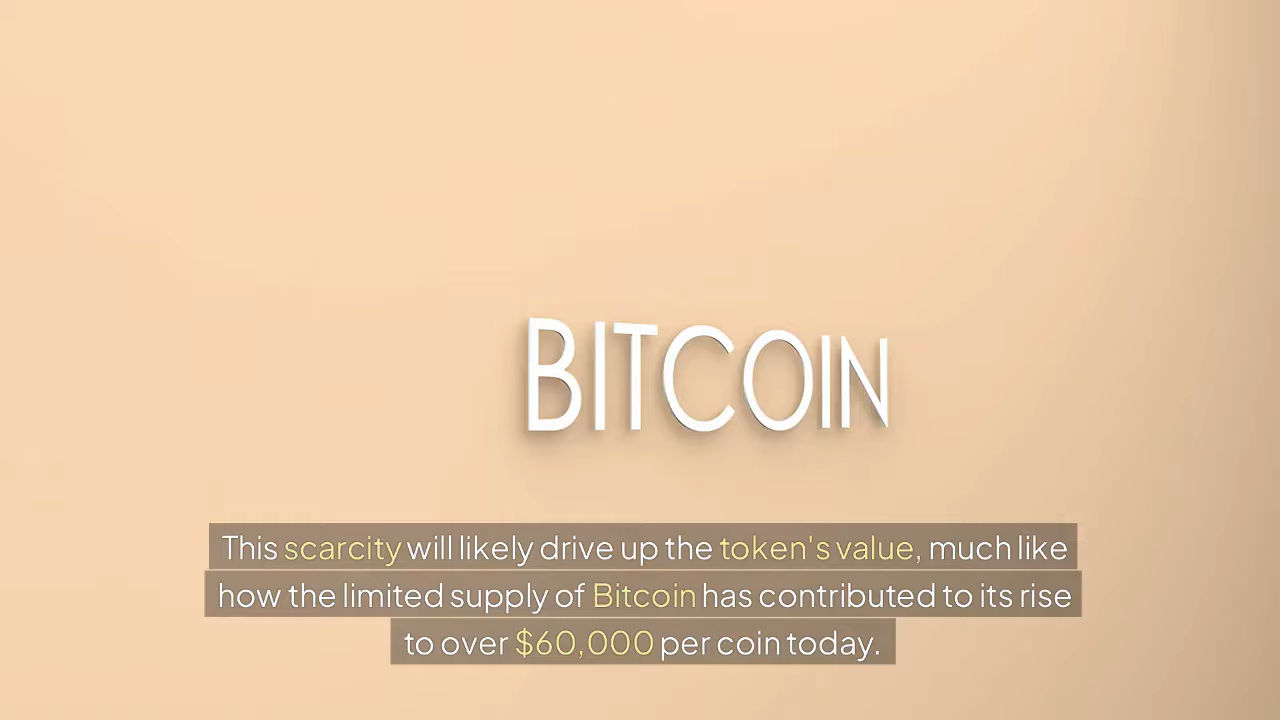 BITCOIN
This scarcity will likely drive up the token's value, much like
how the limited supply of Bitcoin has contributed to its rise
to over $60,000 per coin today.